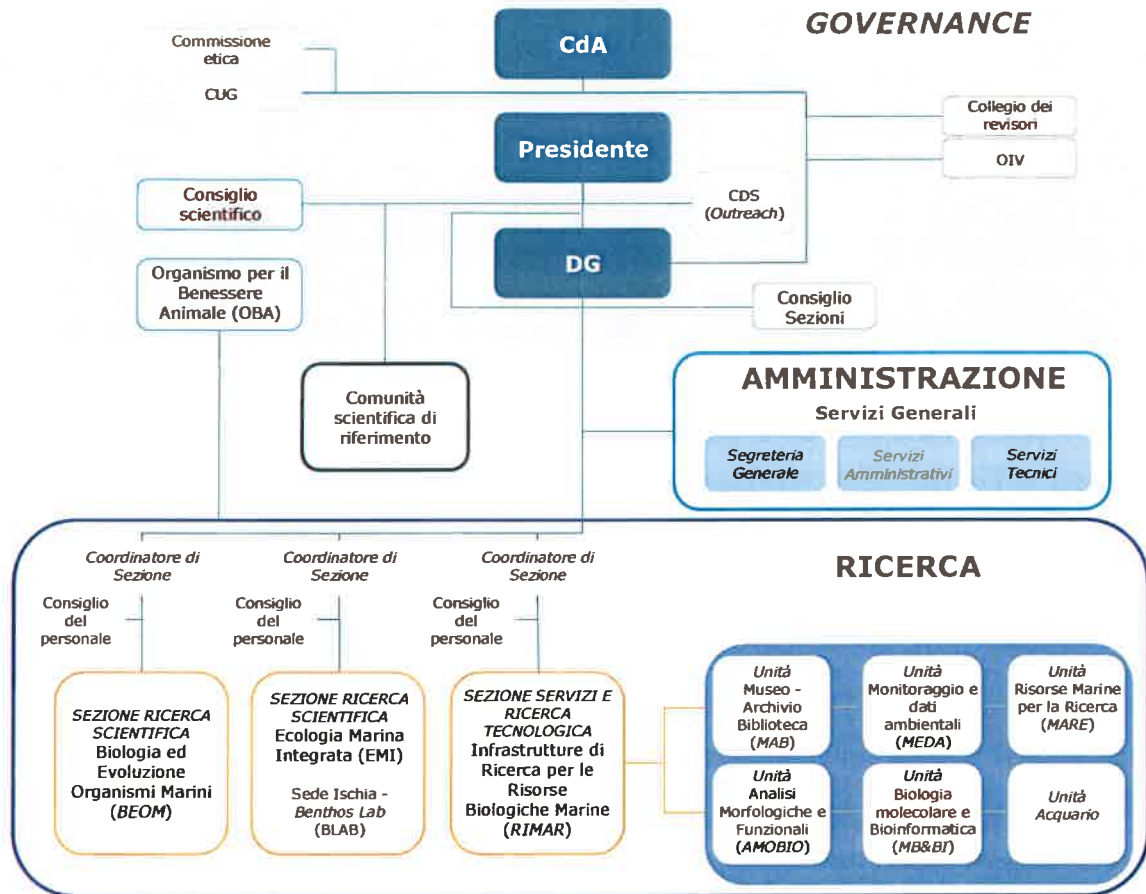 GOVERNANCE
Commissione
etica
CUG
CdA
Collegio dei
revisori
OIV
Presidente
Consiglio
scientifico
CDS
(Outreach)
DG
Organismo per il
Benessere
Animale (OBA)
Consiglio
Sezioni
Comunità
scientifica di
riferimento
AMMINISTRAZIONE
Servizi Generali
Segreteria
Generale
Servizi
Amministrativi
Servizi
Tecnici
RICERCA
Coordinatore di
Sezione
Consiglio
del
personale
SEZIONE RICERCA
SCIENTIFICA
Biologia ed
Evoluzione
Organismi Marini
(BEOM)
Coordinatore di
Sezione
Consiglio
del
personale
SEZIONE RICERCA
SCIENTIFICA
Ecologia Marina
Integrata (EMI)
Sede Ischia -
Benthos Lab
(BLAB)
Coordinatore di
Sezione
Consiglio
del
personale
SEZIONE SERVIZI E
RICERCA
TECNOLOGICA
Infrastrutture di
Ricerca per le
Risorse
Biologiche Marine
(RIMAR)
Unità
Museo -
Archivio
Biblioteca
(MAB)
Unità
Monitoraggio e
dati
ambientali
(MEDA)
Unità
Risorse Marine
per la Ricerca
(MARE)
Unità
Analisi
Morfologiche e
Funzionali
(AMOBIO)
Unità
Biologia
molecolare e
Bioinformatica
(MB&BI)
Unità
Acquario